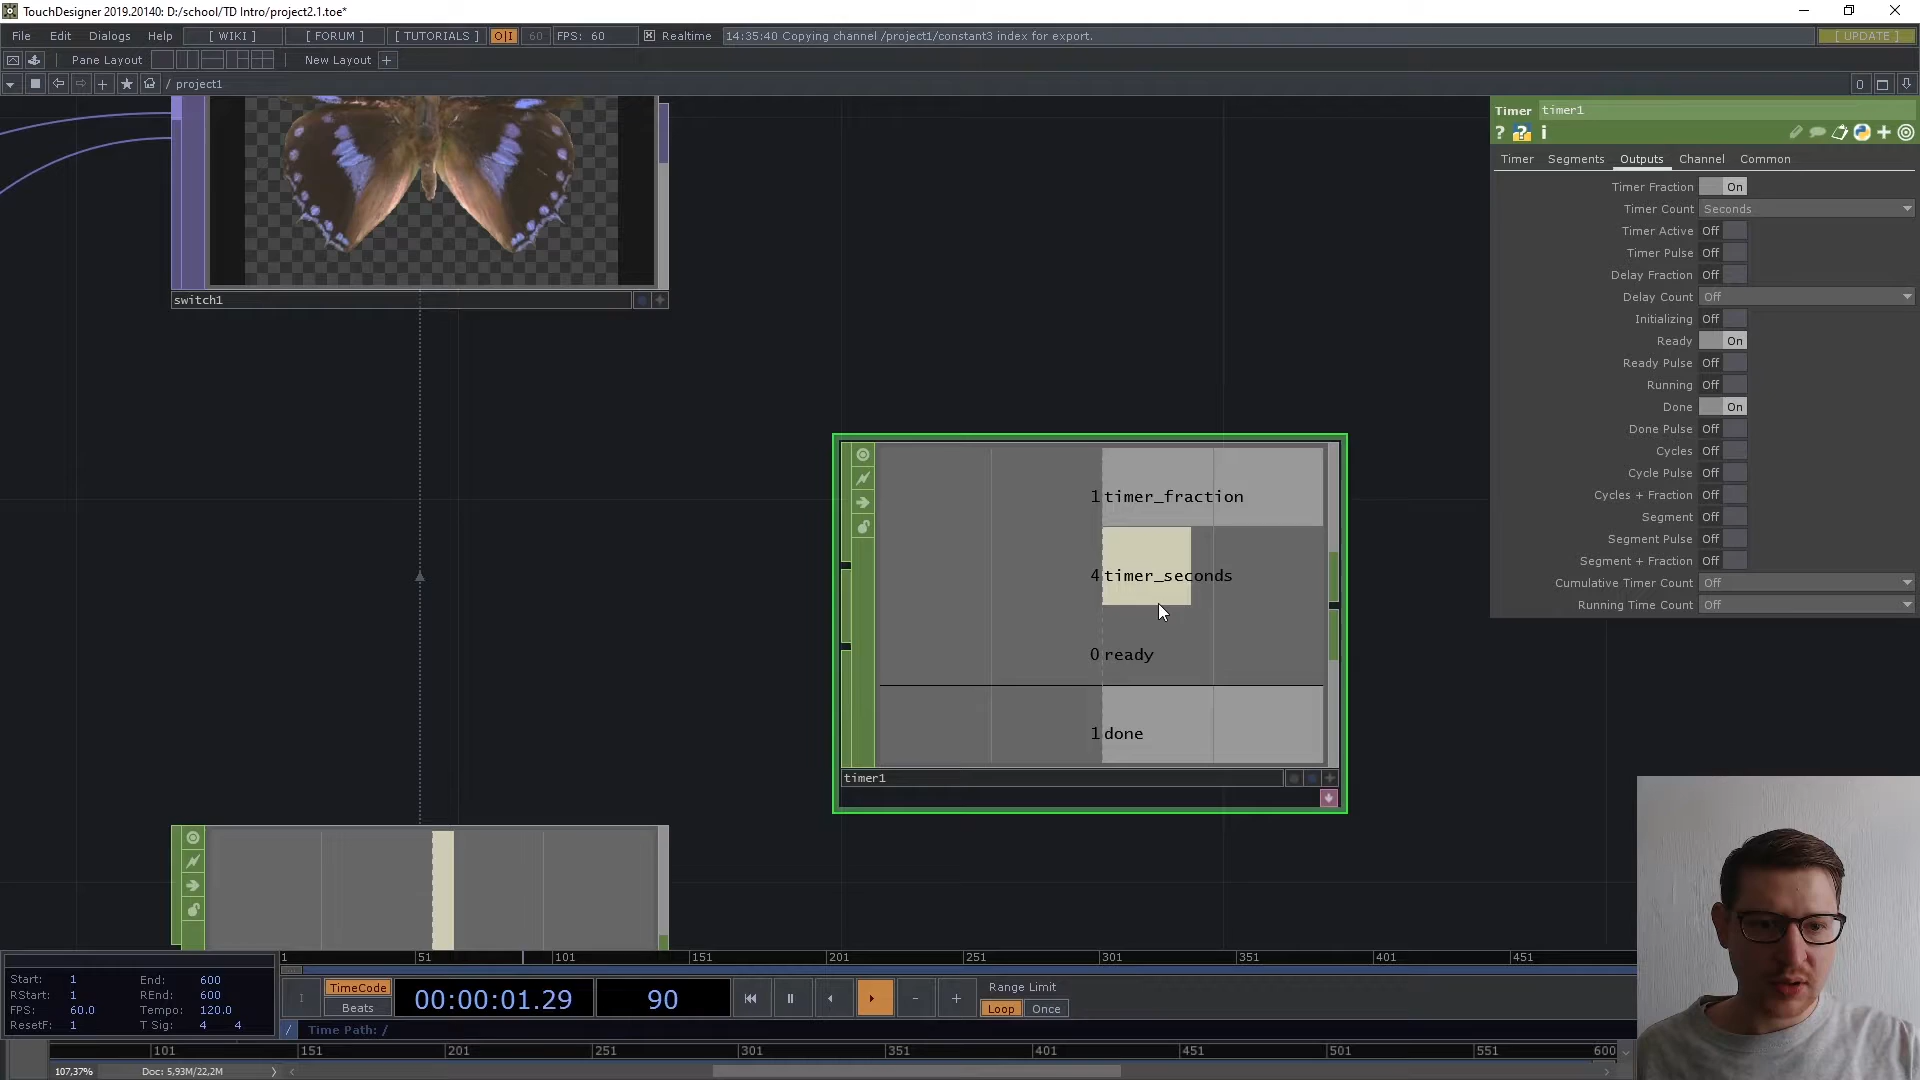 TouchDesigner 2019.20140: D:/school/TD Intro/project2.1.toe*
File Edit Dialogs Help [ WIKI ] [ FORUM ] [ TUTORIALS ] O|I 60 FPS: 60 Realtime 14:35:40 Copying channel /project1/constant3 index for export. [ UPDATE ]
Pane Layout New Layout +
/ project1 0
Timer timer1
? ? i
Timer Segments Outputs Channel Common
Timer Fraction On
Timer Count Seconds
Timer Active Off
Timer Pulse Off
Delay Fraction Off
Delay Count Off
Initializing Off
Ready On
Ready Pulse Off
Running Off
Done On
Done Pulse Off
Cycles Off
Cycle Pulse Off
Cycles + Fraction Off
Segment Off
Segment Pulse Off
Segment + Fraction Off
Cumulative Timer Count Off
Running Time Count Off
switch1
1 timer_fraction
4 timer_seconds
0 ready
1 done
timer1
1 51 101 151 201 251 301 351 401 451
Start: 1 End: 600
RStart: 1 REnd: 600
FPS: 60.0 Tempo: 120.0
ResetF: 1 T Sig: 4 4
TimeCode
Beats
00:00:01.29 90
Range Limit
Loop Once
/ Time Path: /
101 151 201 251 301 351 401 451 501 551 600
107,37% Doc: 5,93M/22,2M